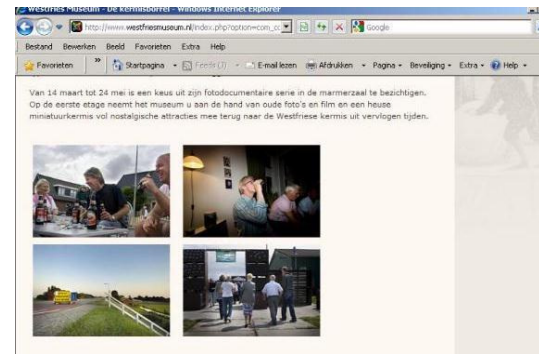 Westfries Museum - De kermisborrel - Windows Internet Explorer
http://www.westfriesmuseum.nl/index.php?option=com_cc
Google
Bestand Bewerken Beeld Favorieten Extra Help
Favorieten » Startpagina Feeds (J) E-mail lezen Afdrukken Pagina Beveiliging Extra Help
Van 14 maart tot 24 mei is een keus uit zijn fotodocumentaire serie in de marmerzaal te bezichtigen.
Op de eerste etage neemt het museum u aan de hand van oude foto's en film en een heuse
miniatuurkermis vol nostalgische attracties mee terug naar de Westfriese kermis uit vervlogen tijden.